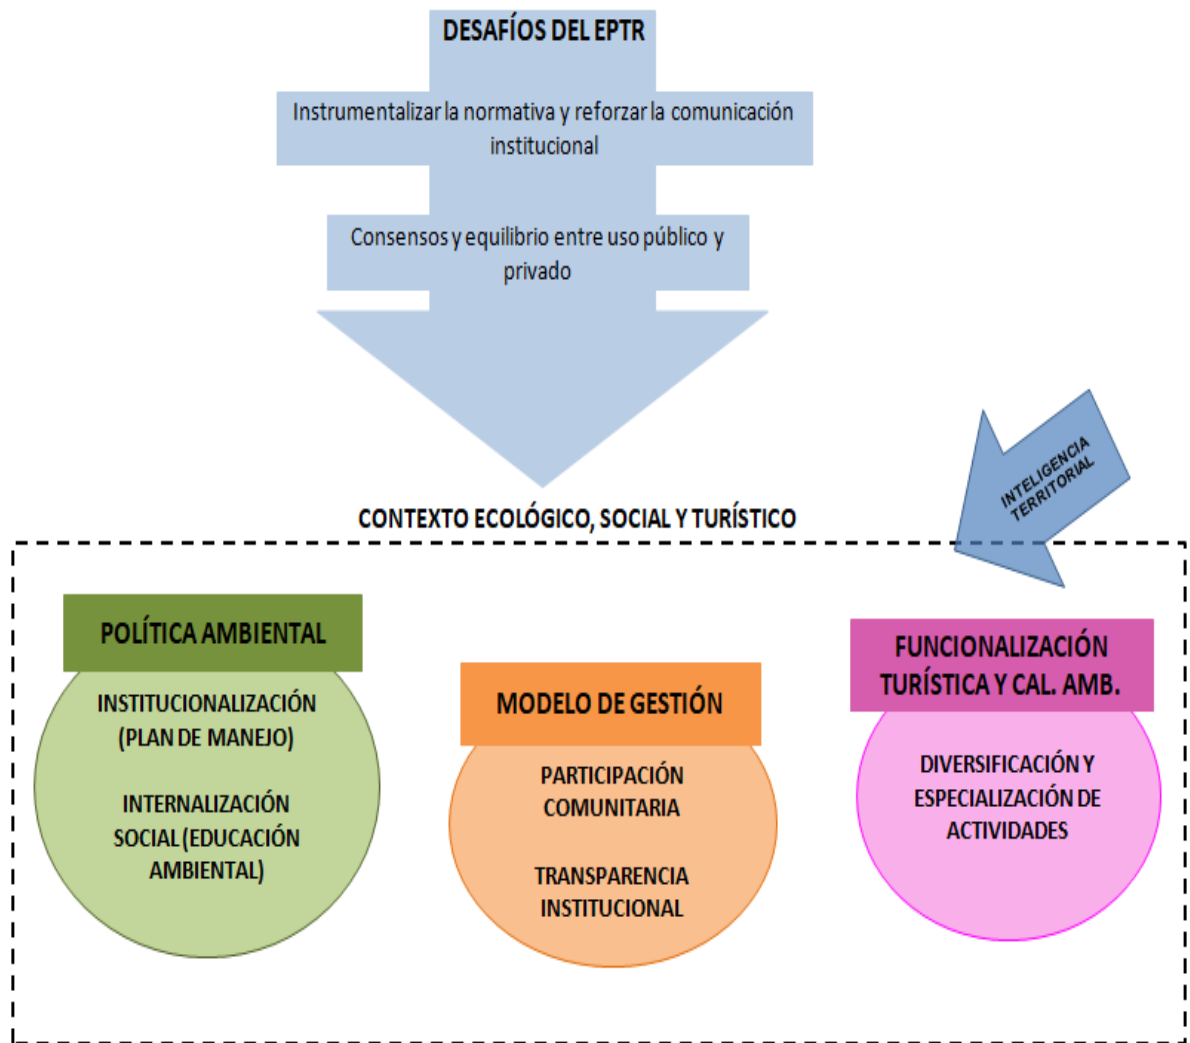 DESAFÍOS DEL EPTR
Instrumentalizar la normativa y reforzar la comunicación
institucional
Consensos y equilibrio entre uso público y
privado
INTELIGENCIA
TERRITORIAL
CONTEXTO ECOLÓGICO, SOCIAL Y TURÍSTICO
POLÍTICA AMBIENTAL
INSTITUCIONALIZACIÓN
(PLAN DE MANEJO)
INTERNALIZACIÓN
SOCIAL (EDUCACIÓN
AMBIENTAL)
MODELO DE GESTIÓN
PARTICIPACIÓN
COMUNITARIA
TRANSPARENCIA
INSTITUCIONAL
FUNCIONALIZACIÓN
TURÍSTICA Y CAL. AMB.
DIVERSIFICACIÓN Y
ESPECIALIZACIÓN DE
ACTIVIDADES